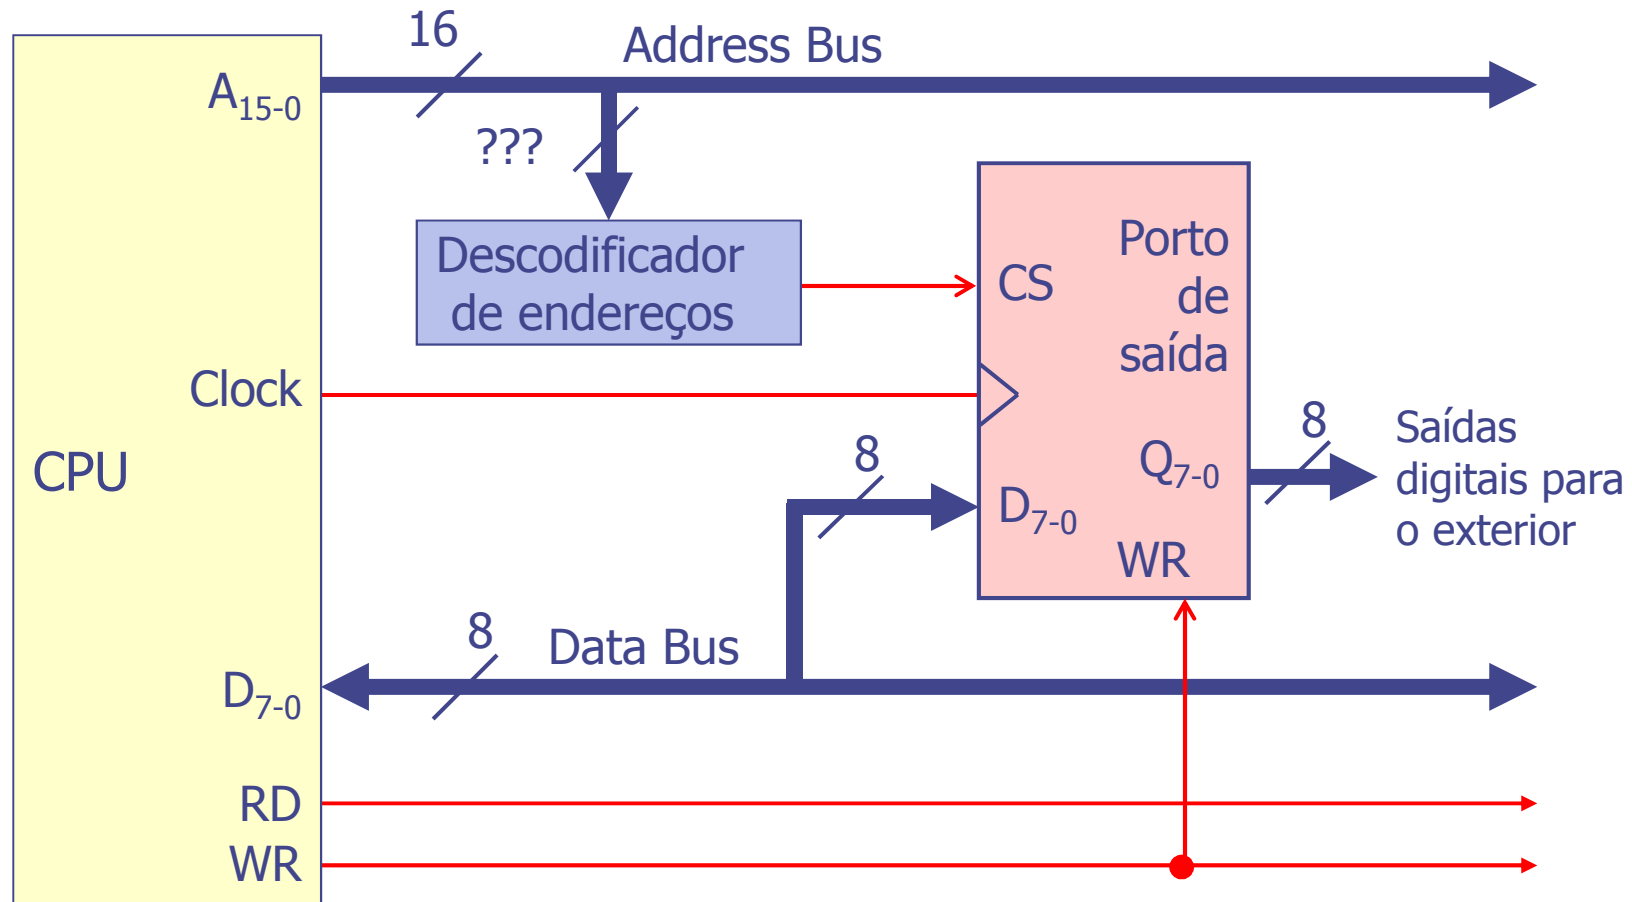 16
Address Bus
A15-0
???
Descodificador
de endereços
Porto
de
saída
CS
Clock
8
8
Saídas
digitais para
o exterior
CPU
Q7-0
D7-0
WR
8
Data Bus
D7-0
RD
WR